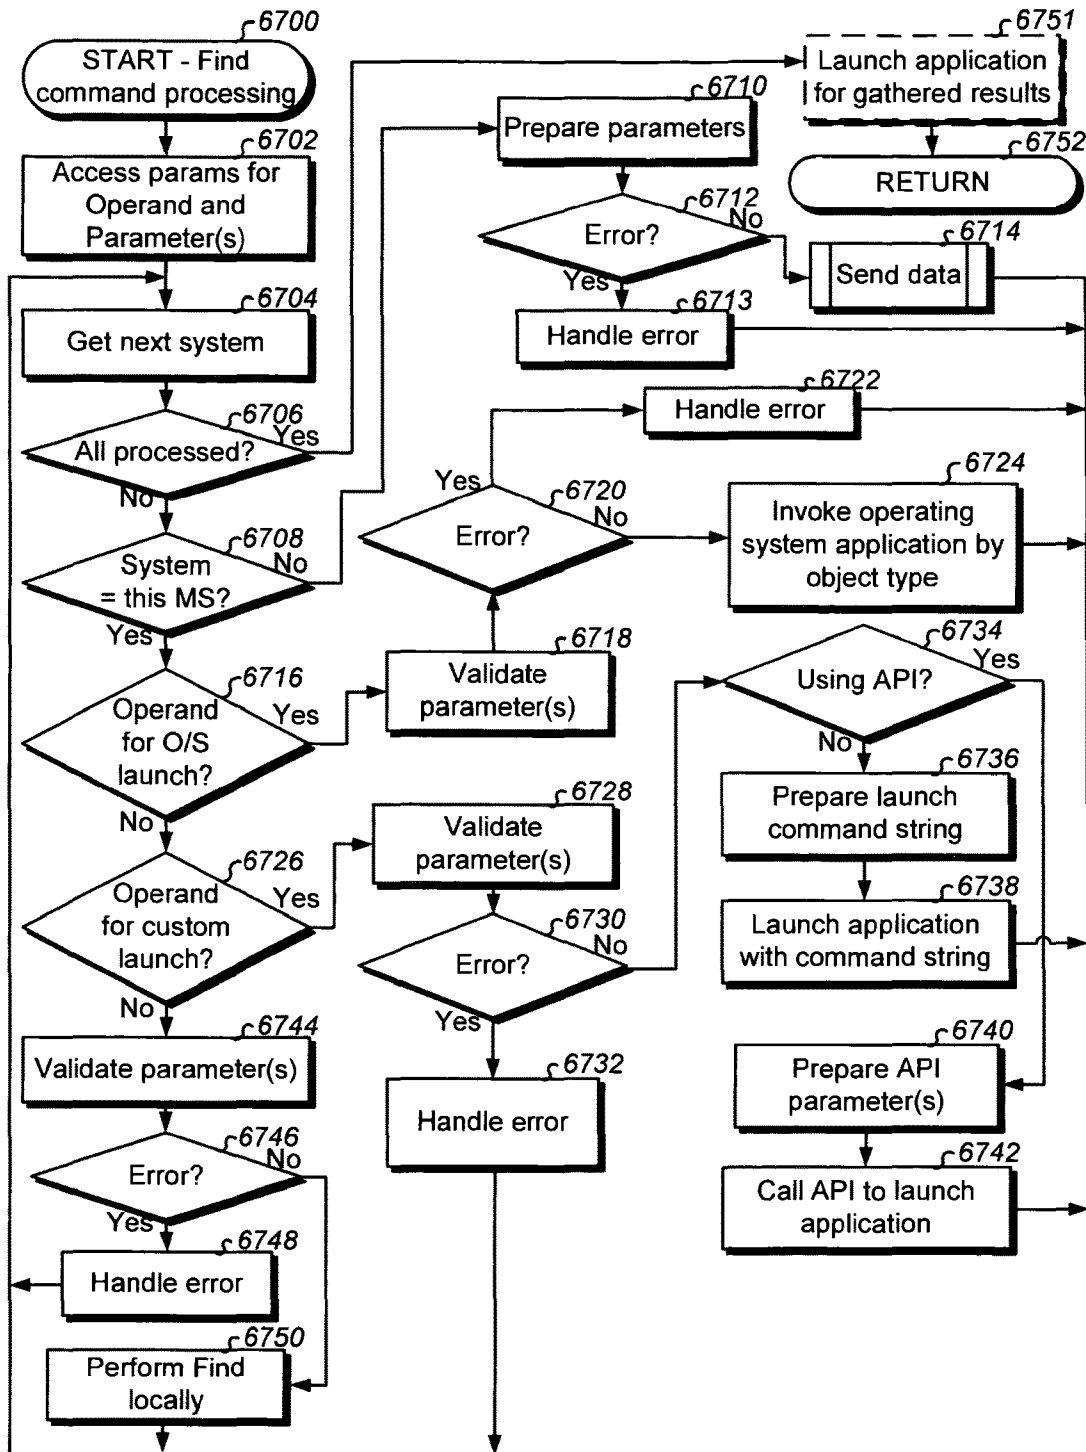 6700
START - Find
command processing
6702
Access params for
Operand and
Parameter(s)
6704
Get next system
6706
All processed?
Yes
No
6708
System
= this MS?
No
Yes
6716
Operand
for O/S
launch?
Yes
No
6726
Operand
for custom
launch?
Yes
No
6744
Validate parameter(s)
6746
Error?
No
Yes
6748
Handle error
6750
Perform Find
locally
6710
Prepare parameters
6712
Error?
No
Yes
6713
Handle error
6714
Send data
6722
Handle error
6720
Error?
Yes
No
6718
Validate
parameter(s)
6724
Invoke operating
system application by
object type
6728
Validate
parameter(s)
6730
Error?
No
Yes
6732
Handle error
6734
Using API?
Yes
No
6736
Prepare launch
command string
6738
Launch application
with command string
6740
Prepare API
parameter(s)
6742
Call API to launch
application
6751
Launch application
for gathered results
6752
RETURN